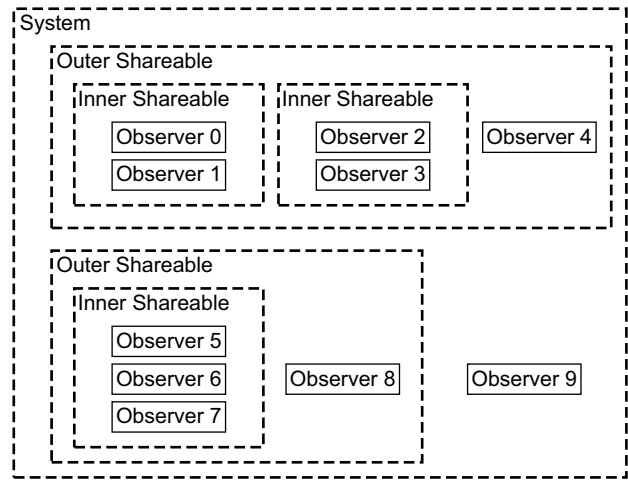 System
Outer Shareable
Inner Shareable
Observer 0
Observer 1
Inner Shareable
Observer 2
Observer 3
Observer 4
Outer Shareable
Inner Shareable
Observer 5
Observer 6
Observer 7
Observer 8
Observer 9